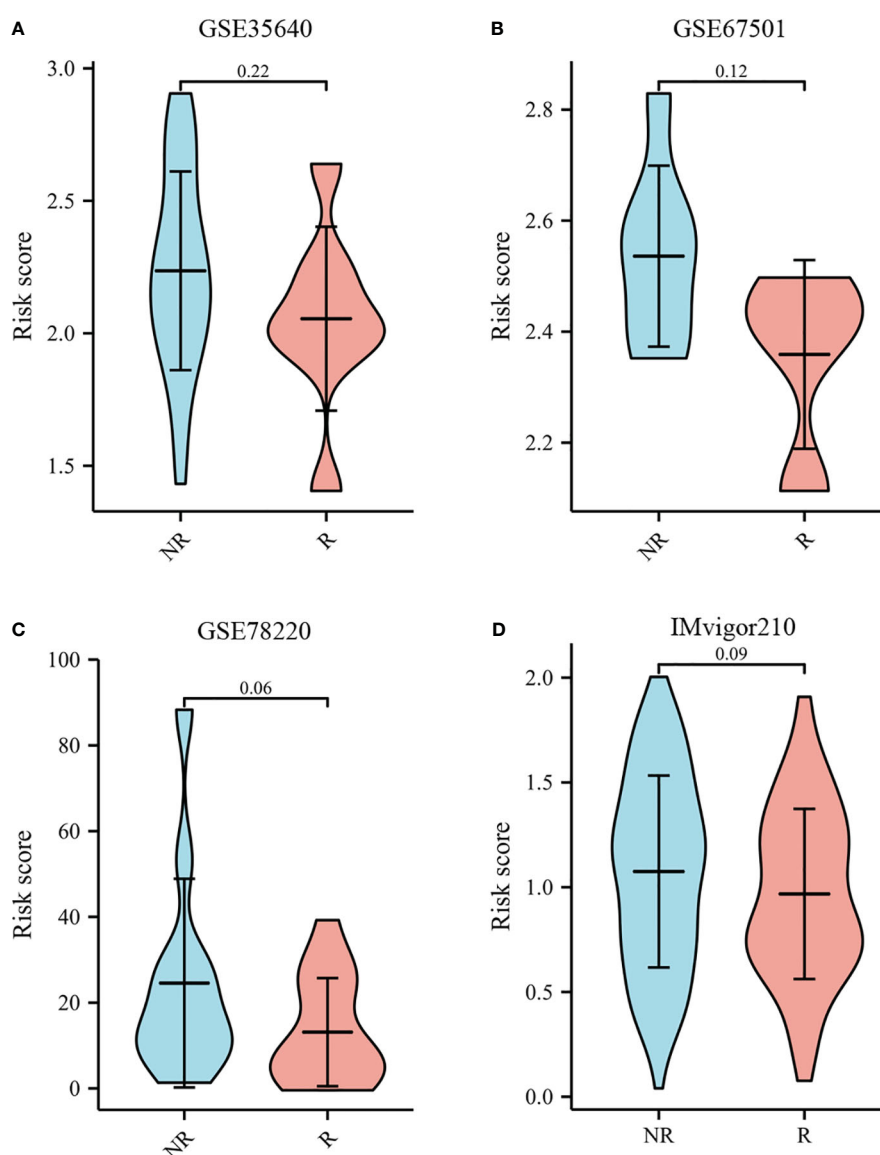 A
GSE35640
0.22
3.0
2.5
2.0
1.5
Risk score
NR
R
B
GSE67501
0.12
2.8
2.6
2.4
2.2
Risk score
NR
R
C
GSE78220
0.06
100
80
60
40
20
0
Risk score
NR
R
D
IMvigor210
0.09
2.0
1.5
1.0
0.5
0.0
Risk score
NR
R